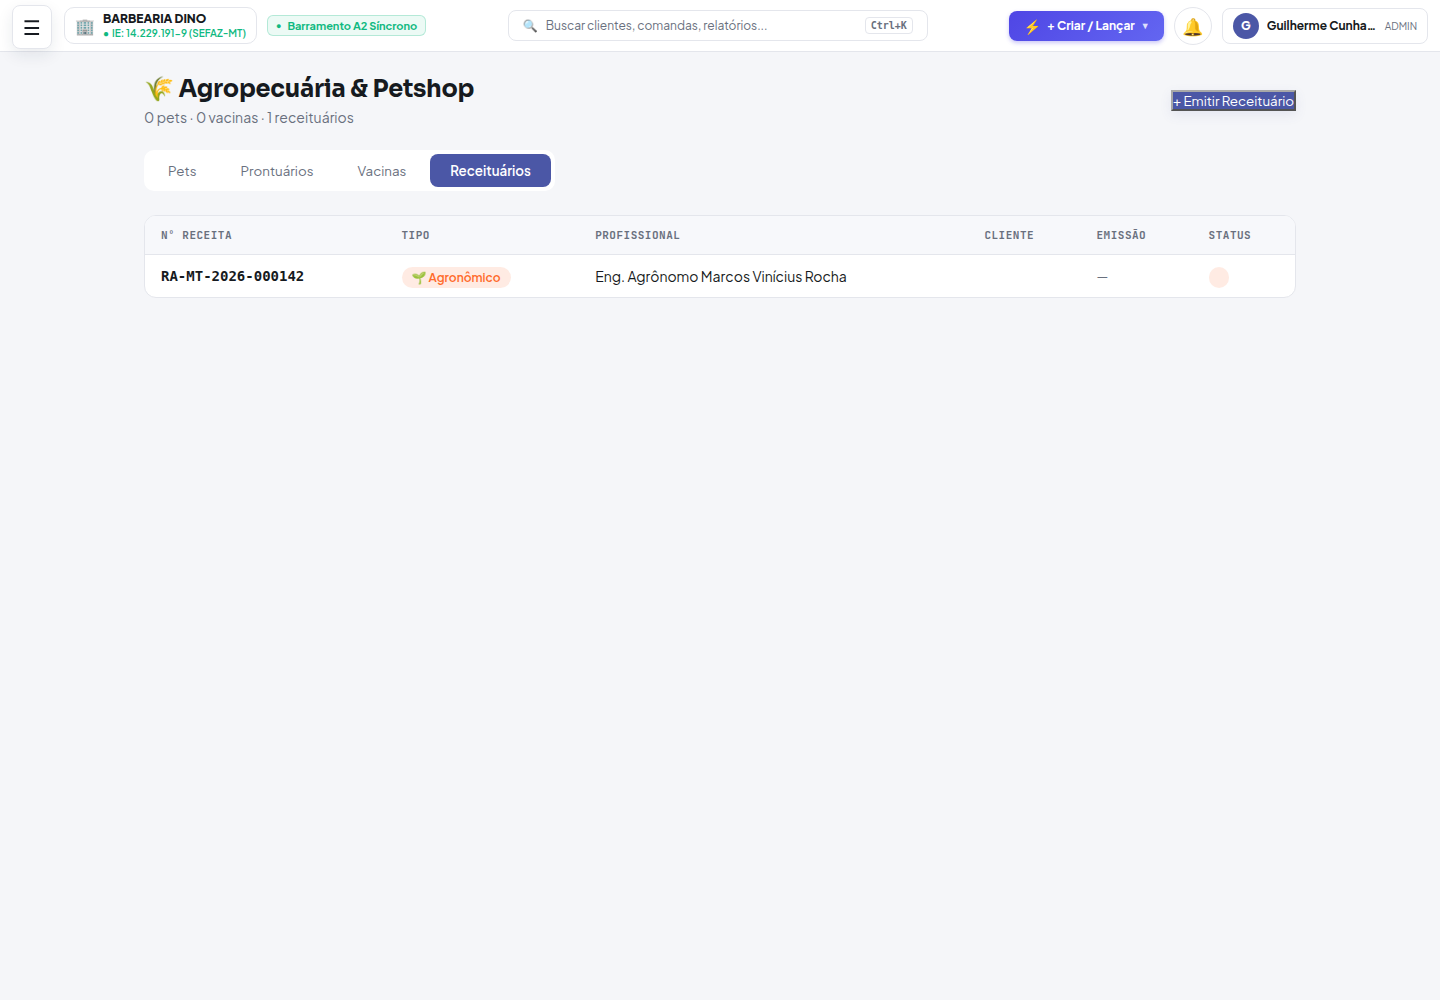 ☰
BARBEARIA DINO
● IE: 14.229.191-9 (SEFAZ-MT)
● Barramento A2 Síncrono
Buscar clientes, comandas, relatórios...
Ctrl+K
⚡ + Criar / Lançar ▼
G
Guilherme Cunha...
ADMIN
🌾 Agropecuária & Petshop
0 pets · 0 vacinas · 1 receituários
+ Emitir Receituário
Pets Prontuários Vacinas Receituários
N° RECEITA TIPO PROFISSIONAL CLIENTE EMISSÃO STATUS
RA-MT-2026-000142 🌱 Agronômico Eng. Agrônomo Marcos Vinícius Rocha —